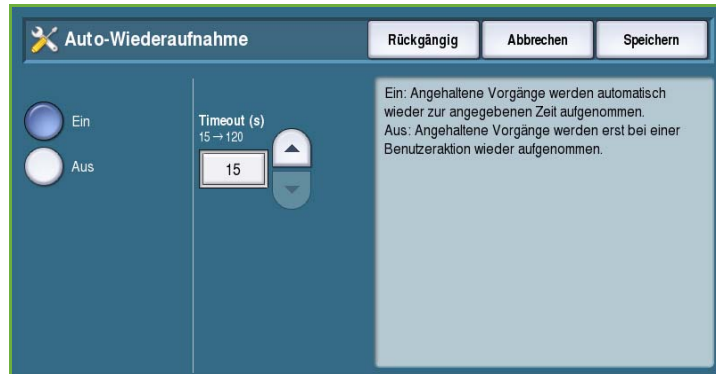 Auto-Wiederaufnahme
Rückgängig
Abbrechen
Speichern
Ein
Aus
Timeout (s)
15→120
15
Ein: Angehaltene Vorgänge werden automatisch
wieder zur angegebenen Zeit aufgenommen.
Aus: Angehaltene Vorgänge werden erst bei einer
Benutzeraktion wieder aufgenommen.